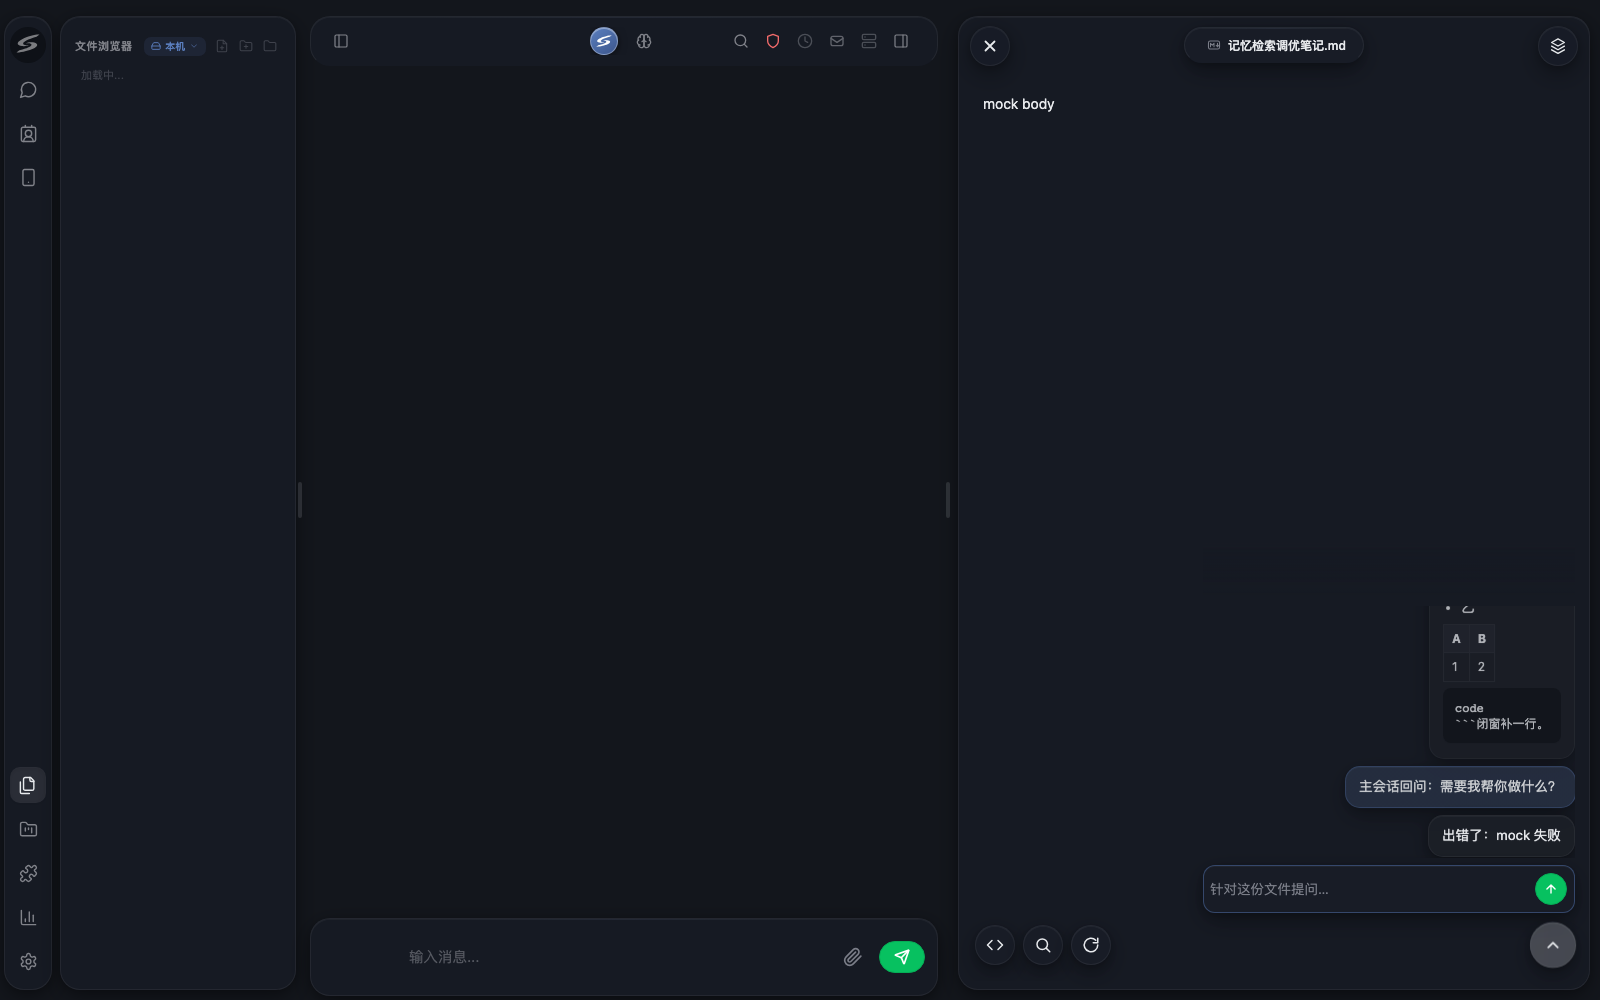 文件浏览器
本机
加载中...
输入消息...
记忆检索调优笔记.md
mock body
• 乙
A B
1 2
code
```闭窗补一行。
主会话回问：需要我帮你做什么？
出错了：mock 失败
针对这份文件提问...